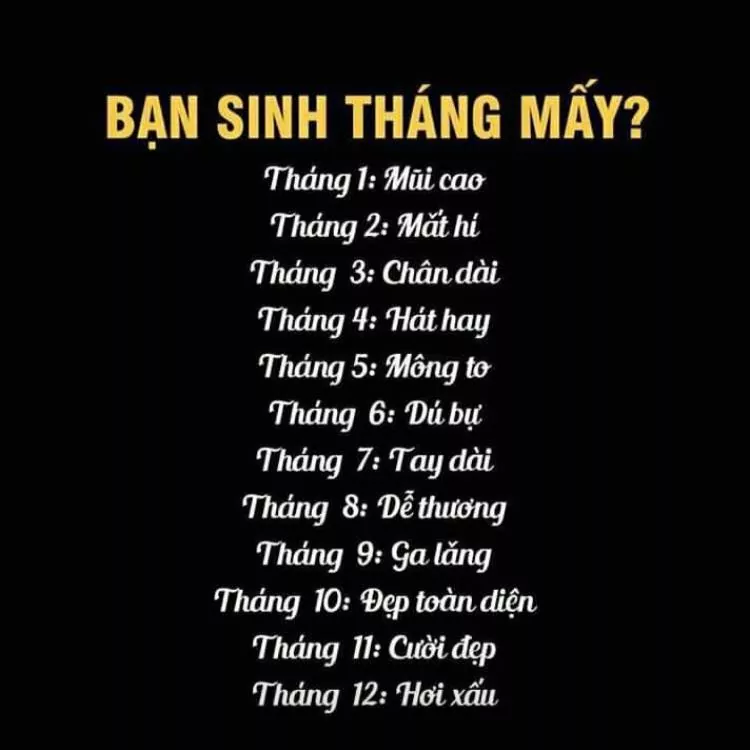 BẠN SINH THÁNG MẤY?
Tháng 1: Mũi cao
Tháng 2: Mắt hí
Tháng 3: Chân dài
Tháng 4: Hát hay
Tháng 5: Mông to
Tháng 6: Dú bự
Tháng 7: Tay dài
Tháng 8: Dễ thương
Tháng 9: Ga lăng
Tháng 10: Đẹp toàn diện
Tháng 11: Cười đẹp
Tháng 12: Hơi xấu